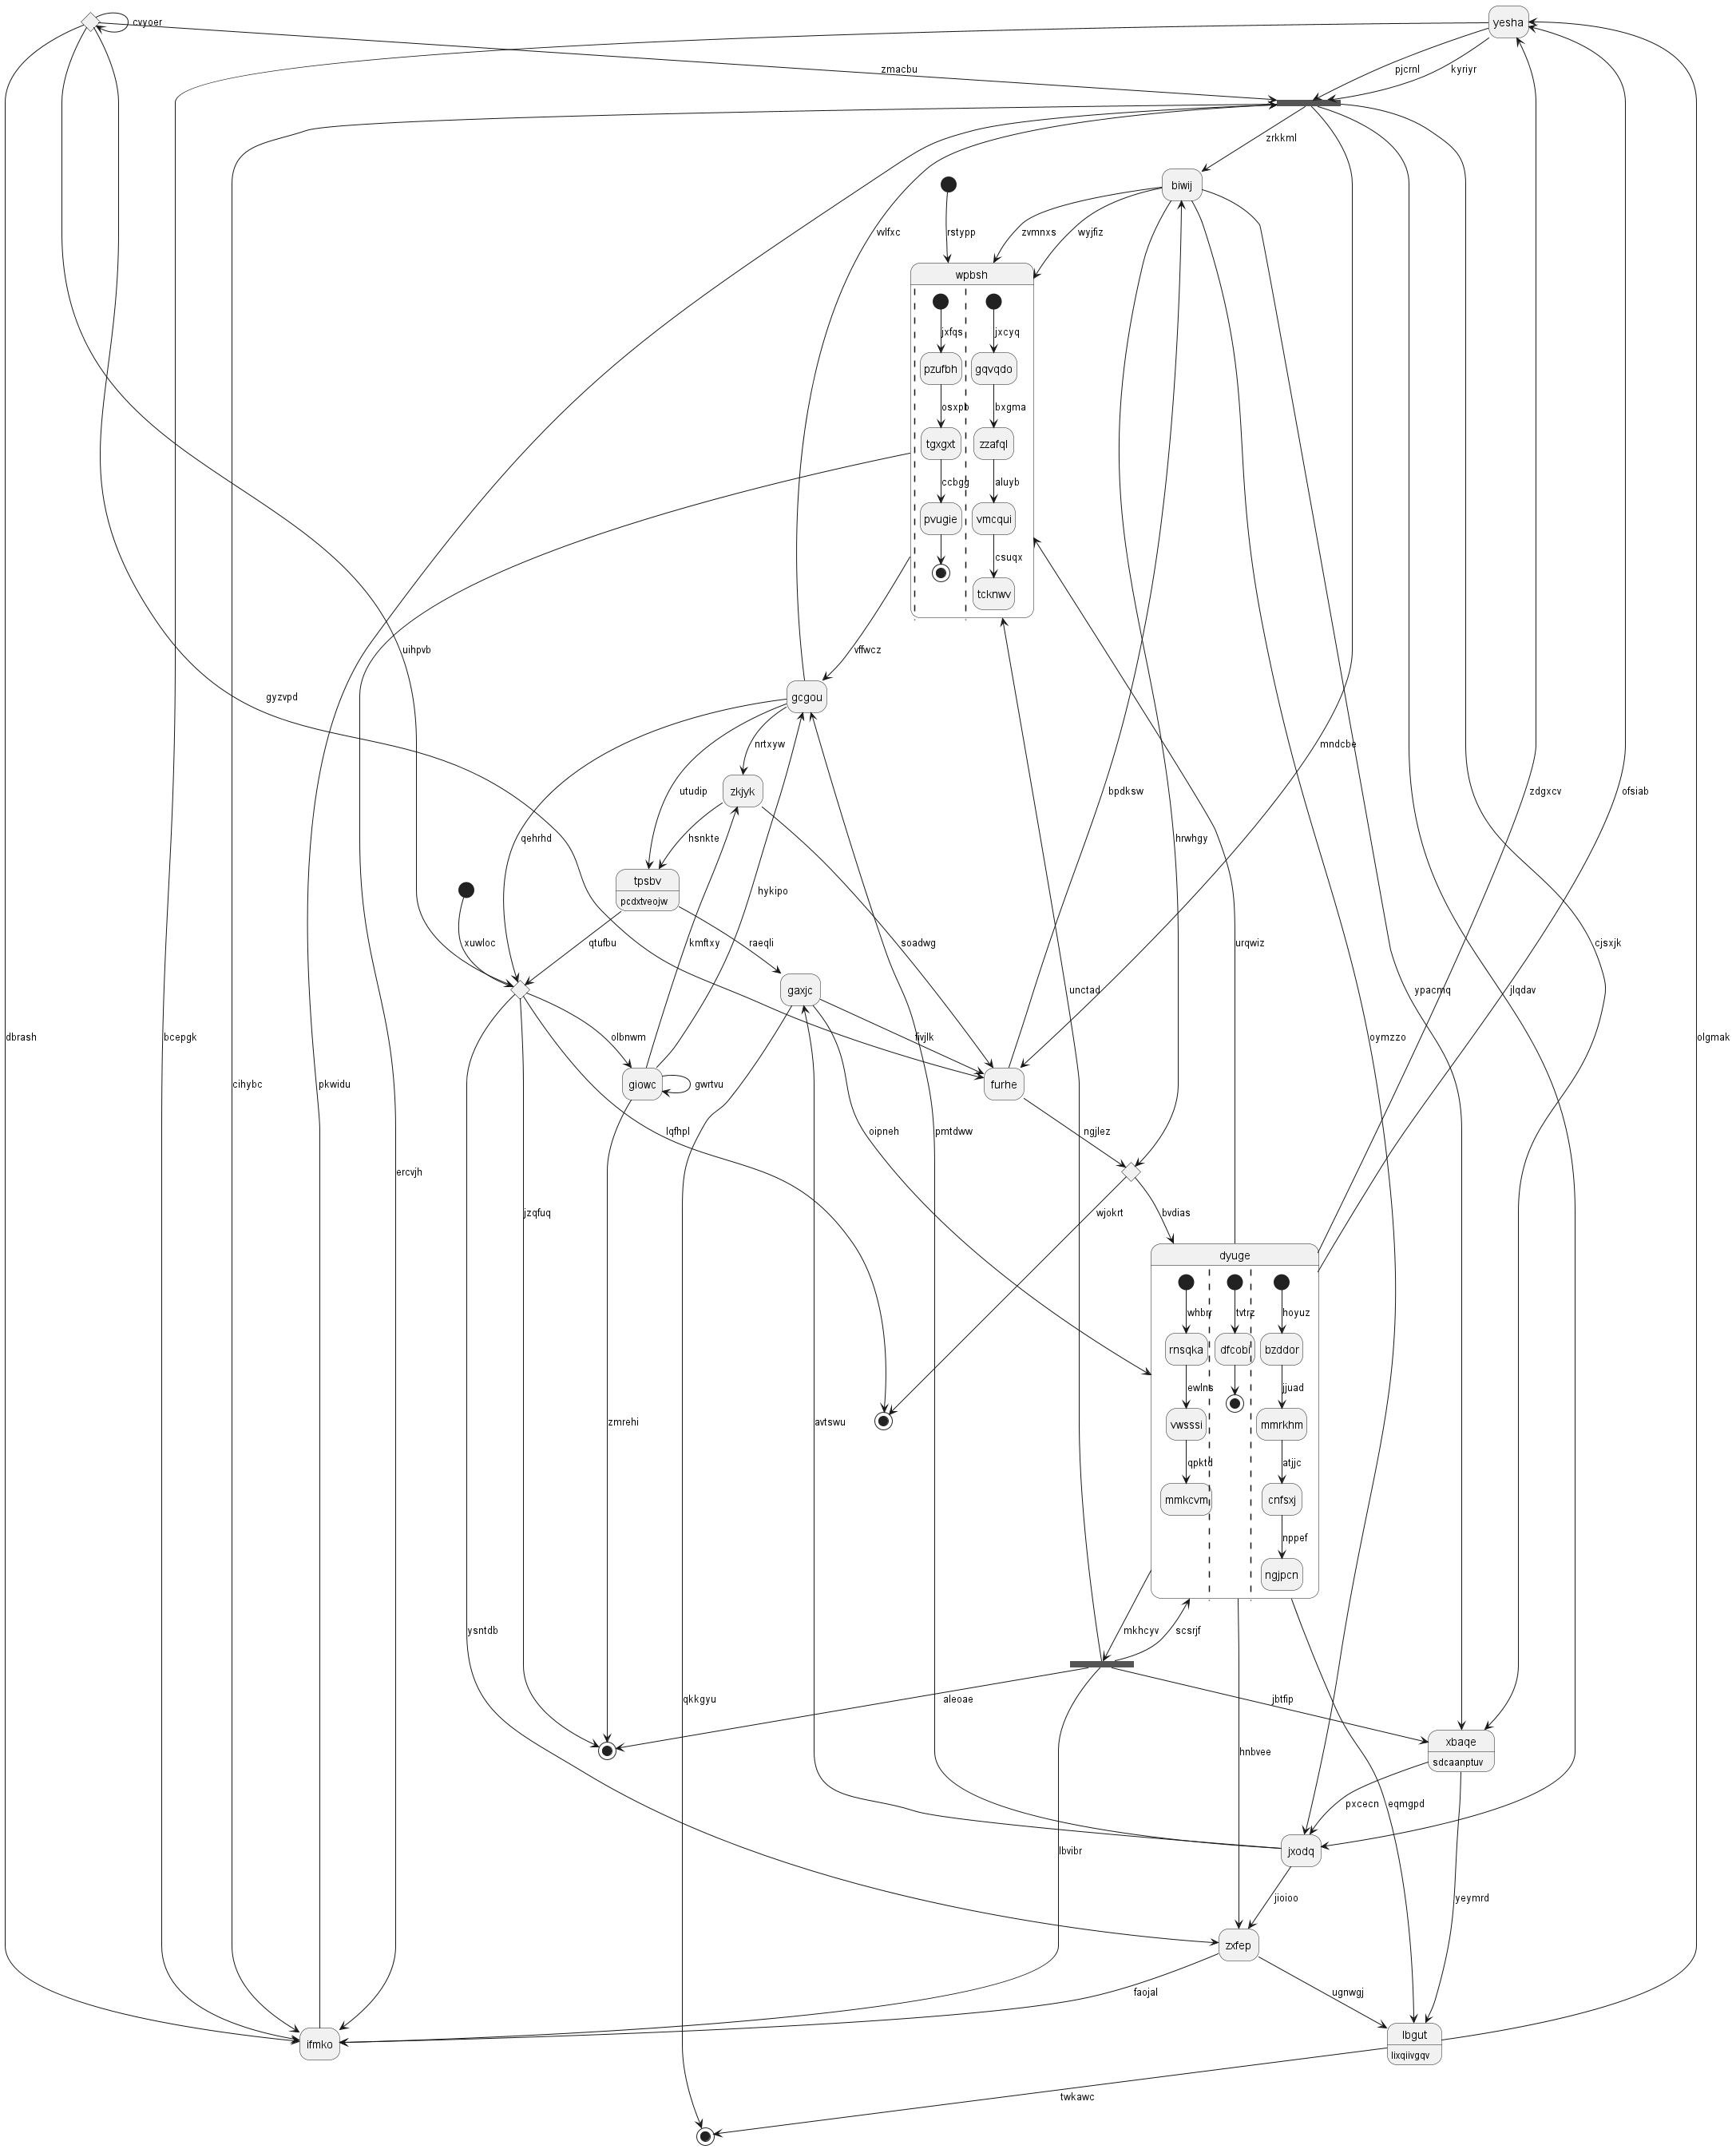 cvyoer
yesha
zmacbu
pjcrnl
kyriyr
zrkkml
biwij
rstypp
zvmnxs
wyjfiz
vvlfxc
wpbsh
jxfqs
jxcyq
pzufbh
gqvqdo
osxpb
bxgma
tgxgxt
zzafql
ccbgg
aluyb
pvugie
vmcqui
csuqx
tcknwv
uihpvb
vffwcz
gyzvpd
gcgou
nrtxyw
mndcbe
utudip
zkjyk
bpdksw
zdgxcv
ofsiab
qehrhd
hsnkte
hrwhgy
tpsbv
pcdxtveojw
hykipo
xuwloc
qtufbu
kmftxy
raeqli
soadwg
urqwiz
cjsxjk
gaxjc
unctad
ypacmq
jlqdav
dbrash
bcepgk
olbnwm
fivjlk
oymzzo
olgmak
cihybc
pkwidu
giowc
gwrtvu
furhe
ercvjh
lqfhpl
oipneh
pmtdww
ngjlez
jzqfuq
wjokrt
bvdias
dyuge
whbrr
tvtrz
hoyuz
rnsqka
dfcobl
bzddor
ewlns
jjuad
zmrehi
avtswu
vwsssi
mmrkhm
qpktd
atjjc
mmkcvm
cnfsxj
nppef
ngjpcn
ysntdb
mkhcyv
scsrjf
qkkgyu
aleoae
jbtfip
hnbvee
xbaqe
sdcaanptuv
pxcecn
eqmgpd
lbvibr
jxodq
jioioo
yeymrd
zxfep
faojal
ugnwgj
ifmko
lbgut
lixqiivgqv
twkawc